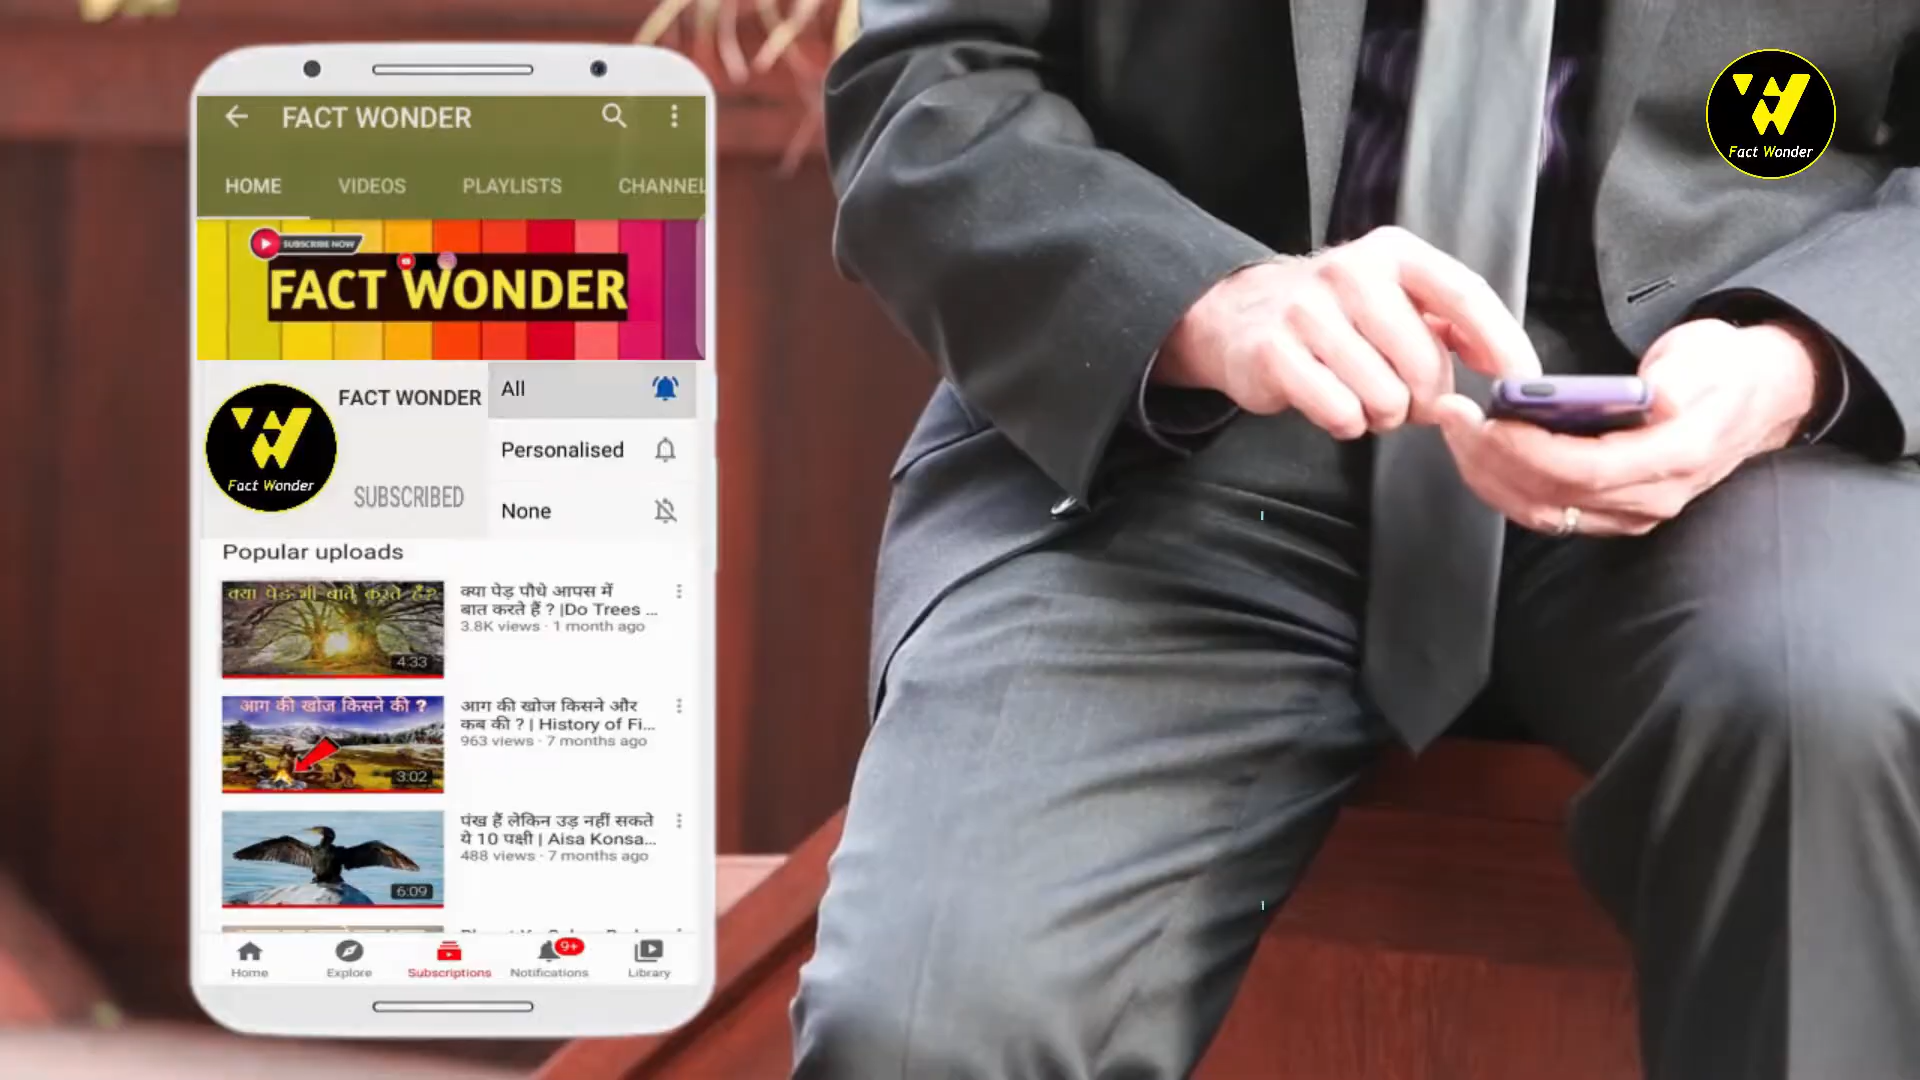 FACT WONDER
HOME VIDEOS PLAYLISTS CHANNEL
SUBSCRIBE NOW
FACT WONDER
FACT WONDER
Fact Wonder
SUBSCRIBED
All
Personalised
None
Popular uploads
क्या पेड़ भी बातें करते हैं?
4:33
क्या पेड़ पौधे आपस में
बात करते हैं ? |Do Trees ...
3.8K views · 1 month ago
आग की खोज किसने की ?
3:02
आग की खोज किसने और
कब की ? | History of Fi...
963 views · 7 months ago
6:09
पंख हैं लेकिन उड़ नहीं सकते
ये 10 पक्षी | Aisa Konsa...
488 views · 7 months ago
Home Explore Subscriptions Notifications 9+ Library
Fact Wonder